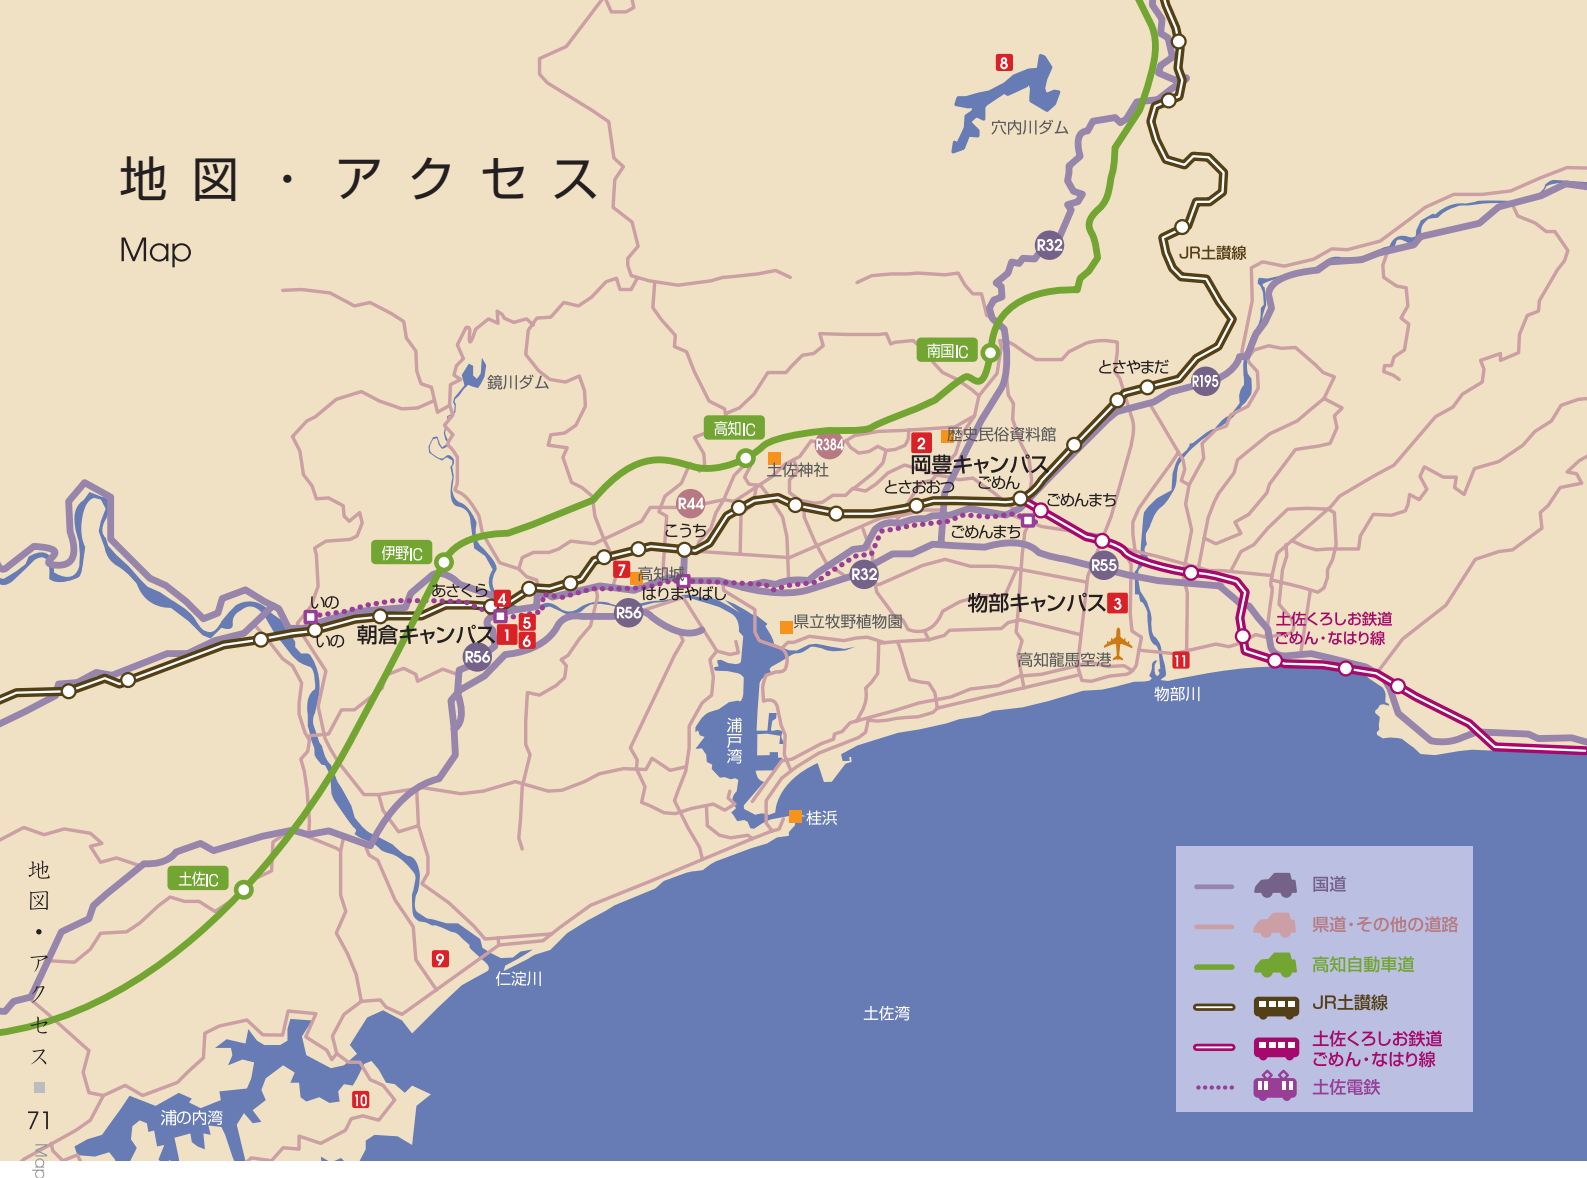 地図・アクセス
Map
8
穴内川ダム
R32
JR土讃線
南国IC
とさやまだ
R195
鏡川ダム
高知IC
R384
2
歴史民俗資料館
土佐神社
岡豊キャンパス
とさおおつ
ごめん
ごめんまち
R44
こうち
ごめんまち
伊野IC
7
高知城
R32
R55
あさくら
4
はりまやばし
いの
R56
物部キャンパス
3
いの
朝倉キャンパス
1
5
6
県立牧野植物園
土佐くろしお鉄道
ごめん・なはり線
R56
高知龍馬空港
11
物部川
浦戸湾
桂浜
土佐IC
9
仁淀川
土佐湾
10
浦の内湾
国道
県道・その他の道路
高知自動車道
JR土讃線
土佐くろしお鉄道
ごめん・なはり線
土佐電鉄
地図・アクセス
71
Map